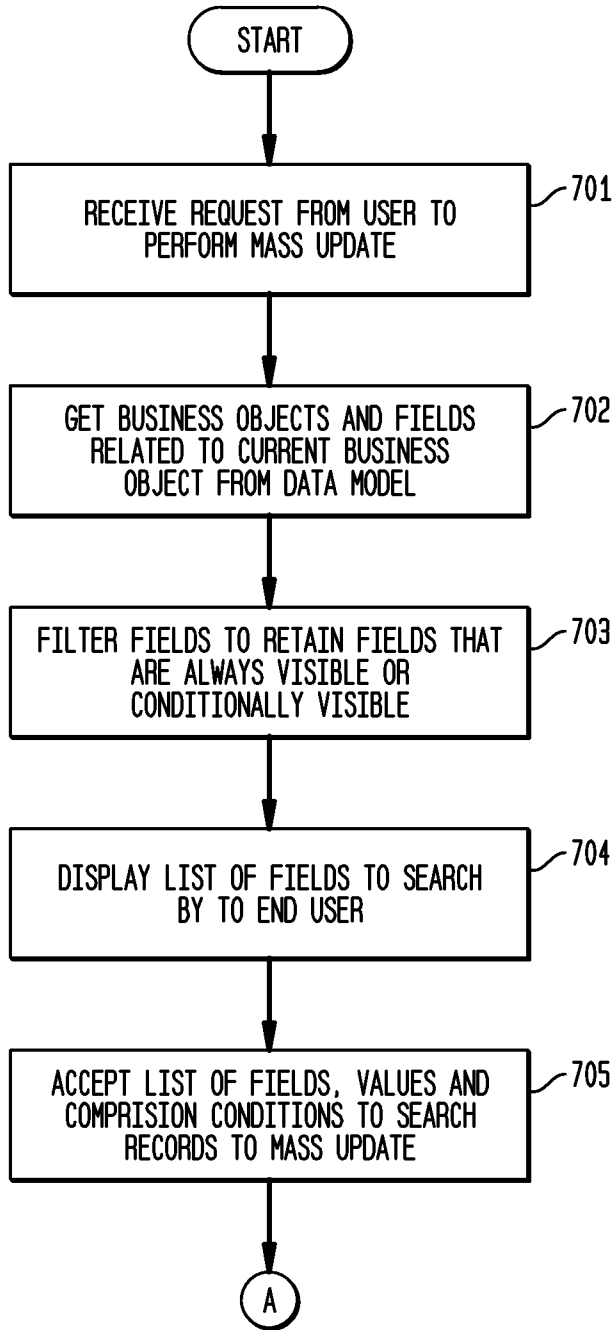 START
RECEIVE REQUEST FROM USER TO
PERFORM MASS UPDATE
701
GET BUSINESS OBJECTS AND FIELDS
RELATED TO CURRENT BUSINESS
OBJECT FROM DATA MODEL
702
FILTER FIELDS TO RETAIN FIELDS THAT
ARE ALWAYS VISIBLE OR
CONDITIONALLY VISIBLE
703
DISPLAY LIST OF FIELDS TO SEARCH
BY TO END USER
704
ACCEPT LIST OF FIELDS, VALUES AND
COMPRISION CONDITIONS TO SEARCH
RECORDS TO MASS UPDATE
705
A